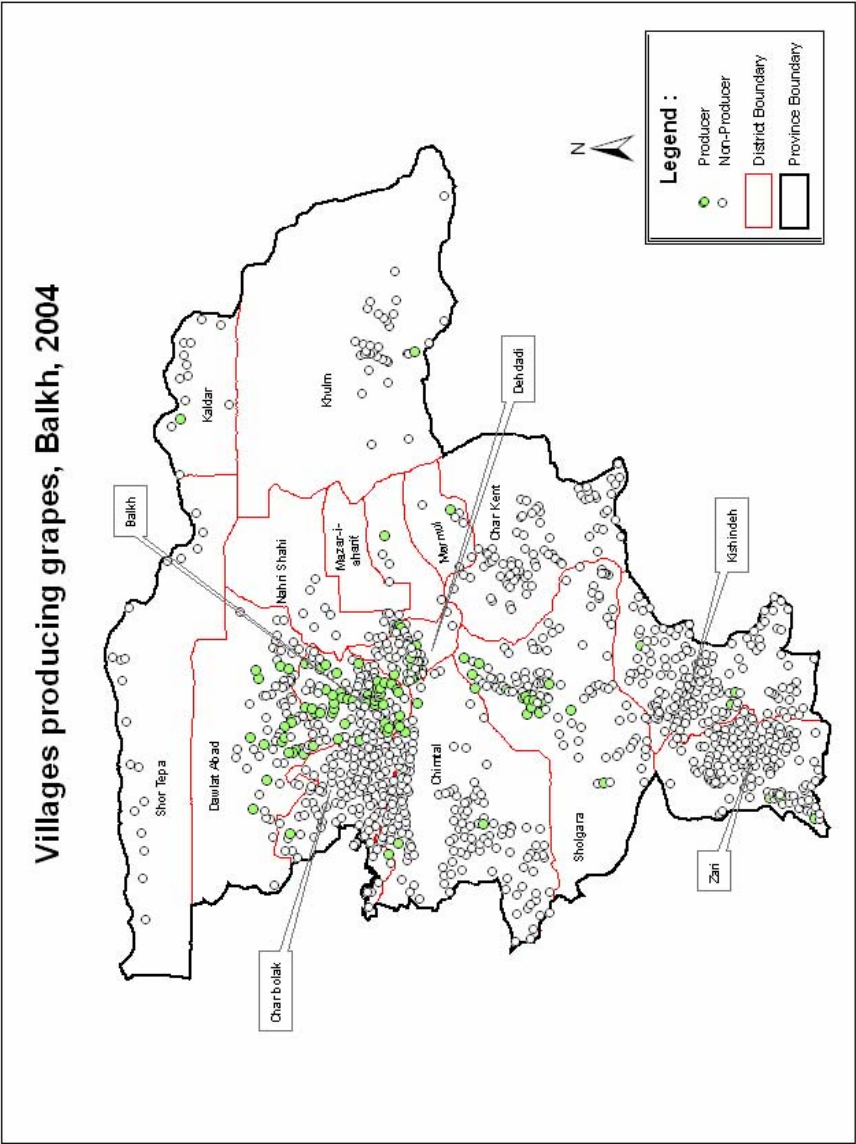 Villages producing grapes, Balkh, 2004
Balkh
Kaldar
Shor Tepa
Dawlat Abad
Nahri Shahi
Khulm
Mazar-i-
sharif
Marmul
Dehdadi
Char bolak
Chimtal
Char Kent
Sholgara
Kishindeh
Zari
N
Legend :
Producer
Non-Producer
District Boundary
Province Boundary